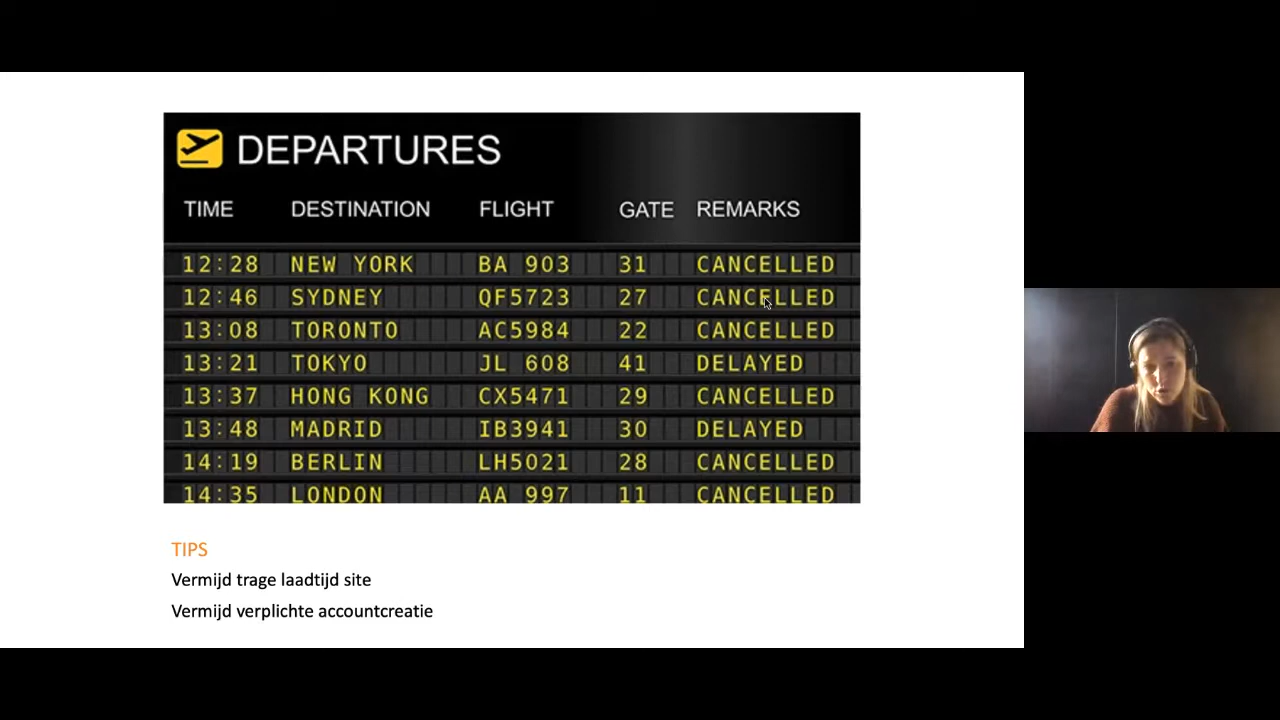 DEPARTURES
TIME DESTINATION FLIGHT GATE REMARKS
12:28 NEW YORK BA 903 31 CANCELLED
12:46 SYDNEY QF5723 27 CANCELLED
13:08 TORONTO AC5984 22 CANCELLED
13:21 TOKYO JL 608 41 DELAYED
13:37 HONG KONG CX5471 29 CANCELLED
13:48 MADRID IB3941 30 DELAYED
14:19 BERLIN LH5021 28 CANCELLED
14:35 LONDON AA 997 11 CANCELLED
TIPS
Vermijd trage laadtijd site
Vermijd verplichte accountcreatie